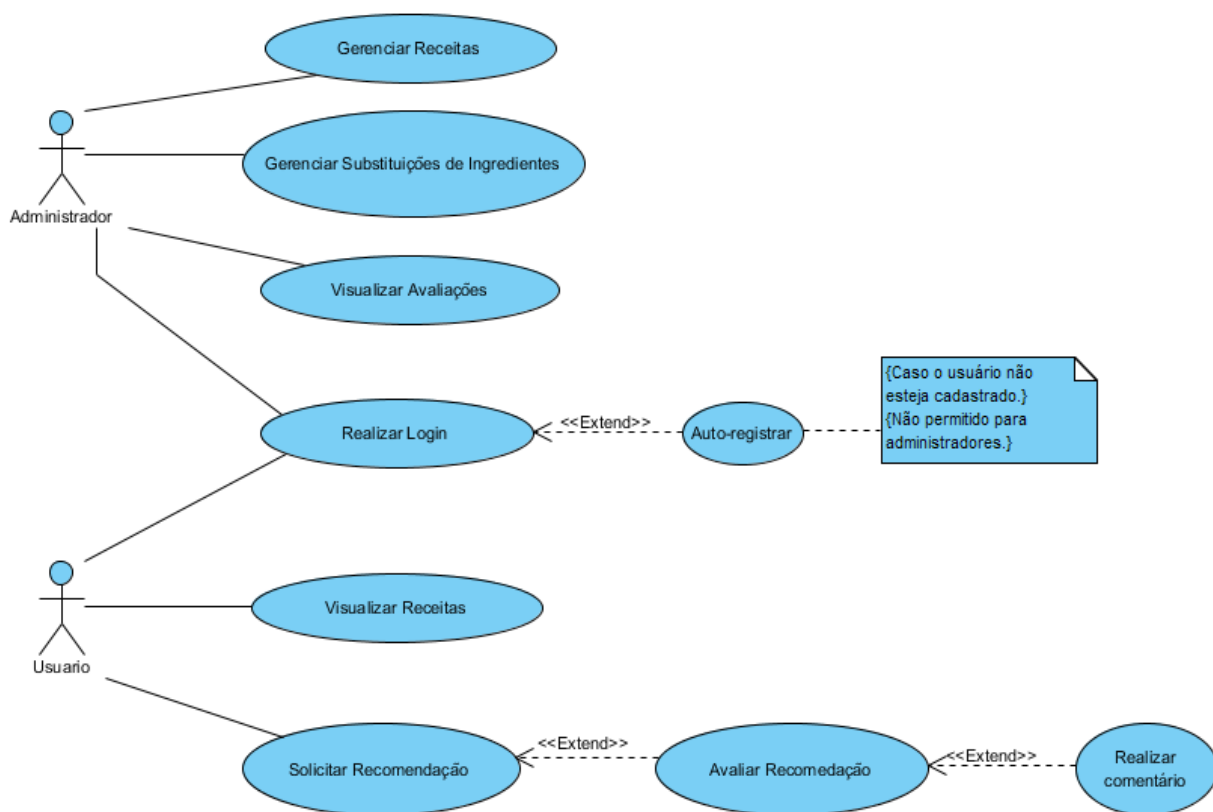 Gerenciar Receitas
Gerenciar Substituições de Ingredientes
Administrador
Visualizar Avaliações
{Caso o usuário não
esteja cadastrado.}
{Não permitido para
administradores.}
Realizar Login
<<Extend>>
Auto-registrar
Visualizar Receitas
Usuario
Solicitar Recomendação
<<Extend>>
Avaliar Recomedação
<<Extend>>
Realizar
comentário